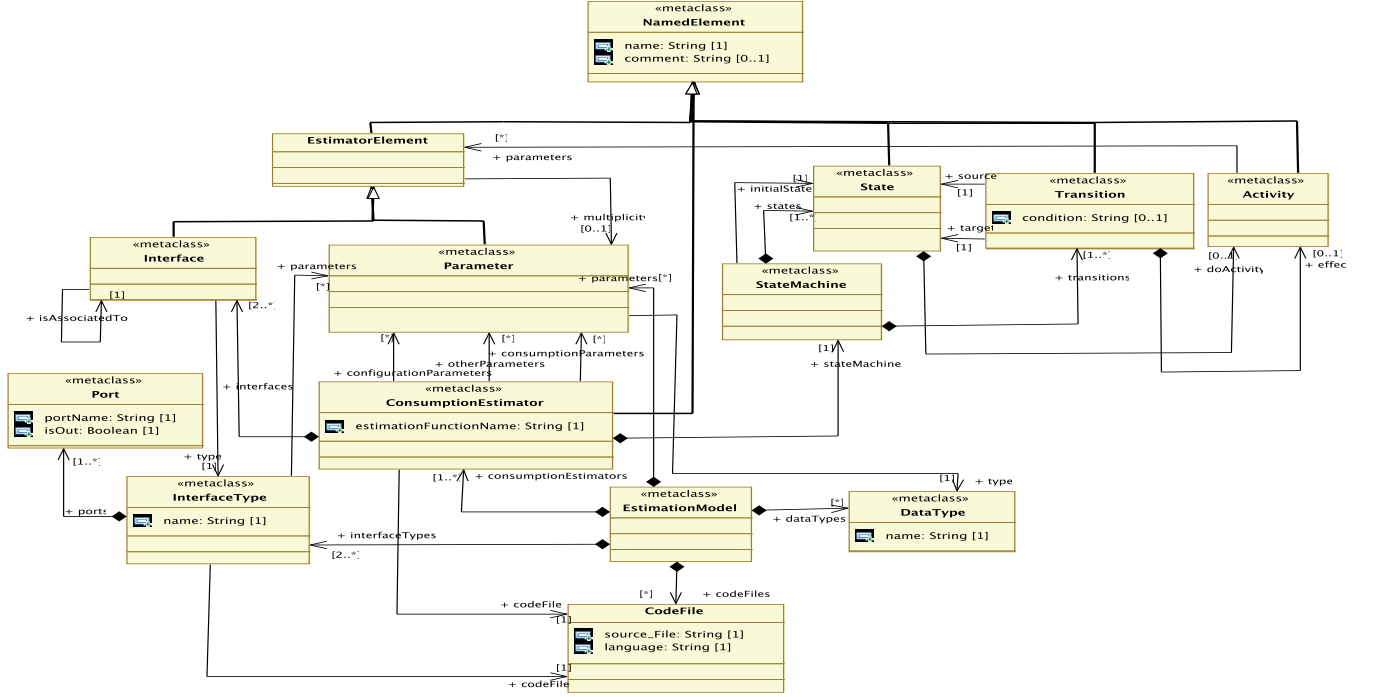 «metaclass»
NamedElement
name: String [1]
comment: String [0..1]
EstimatorElement
[*]
+ parameters
«metaclass»
State
[1]
+ initialState
+ states
[1..*
+ source
[1]
+ target
[1]
«metaclass»
Transition
condition: String [0..1]
«metaclass»
Activity
+ multiplicity
[0..1]
«metaclass»
Interface
[1]
+ isAssociatedTo
[2..*]
+ parameters
[*]
«metaclass»
Parameter
+ parameters[*]
«metaclass»
StateMachine
[1..*]
+ transitions
[0..
+ doActivity
[0..1]
+ effec
[*]
[*]
[*]
+ consumptionParameters
+ otherParameters
+ configurationParameters
[1]
+ stateMachine
«metaclass»
Port
portName: String [1]
isOut: Boolean [1]
+ interfaces
«metaclass»
ConsumptionEstimator
estimationFunctionName: String [1]
[1..*]
+ ports
+ type
[1]
«metaclass»
InterfaceType
name: String [1]
[1..*
+ consumptionEstimators
«metaclass»
EstimationModel
[*]
+ dataTypes
[1]
+ type
«metaclass»
DataType
name: String [1]
+ interfaceTypes
[2..*]
[*]
+ codeFiles
+ codeFile
[1]
CodeFile
source_File: String [1]
language: String [1]
[1]
+ codeFile